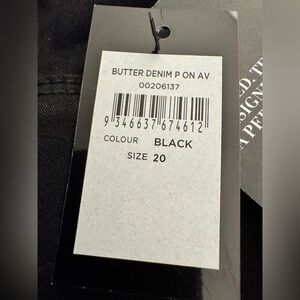 BUTTER DENIM P ON AV
00206137
9 346637 674612
COLOUR BLACK
SIZE 20